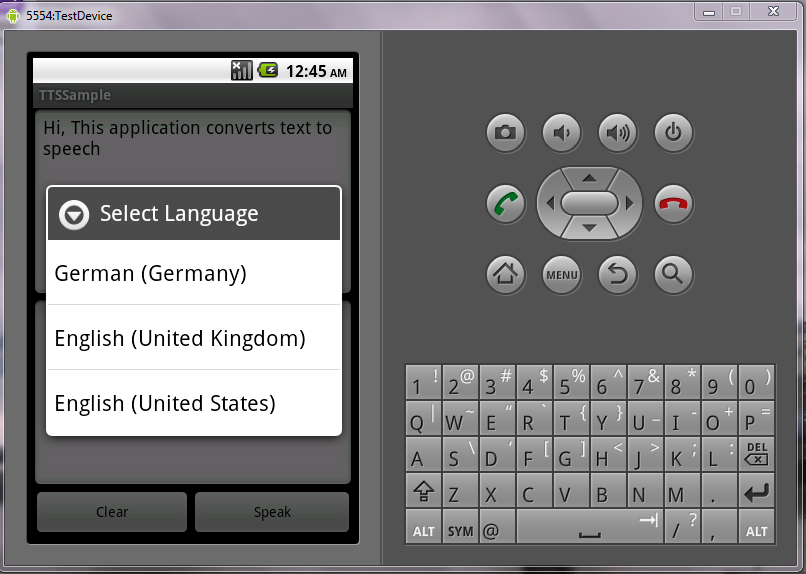 5554:TestDevice
12:45 AM
TTSSample
Hi, This application converts text to
speech
Select Language
German (Germany)
English (United Kingdom)
English (United States)
Clear Speak
MENU
1 ! 2 @ 3 # 4 $ 5 % 6 ^ 7 & 8 * 9 ( 0 )
Q | W ~ E “ R ` T { Y } U _ I - O + P =
A S \ D ‘ F [ G ] H < J > K ; L : DEL
Z X C V B N M .
ALT SYM @ / ? , ALT